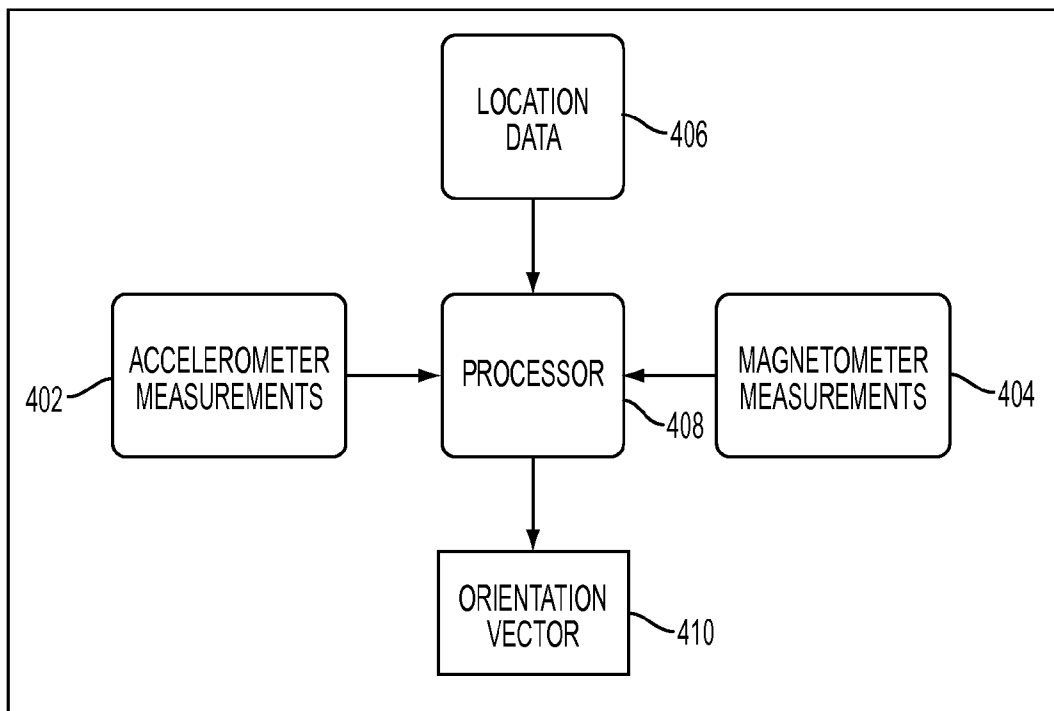 LOCATION
DATA
406
ACCELEROMETER
MEASUREMENTS
402
PROCESSOR
408
MAGNETOMETER
MEASUREMENTS
404
ORIENTATION
VECTOR
410